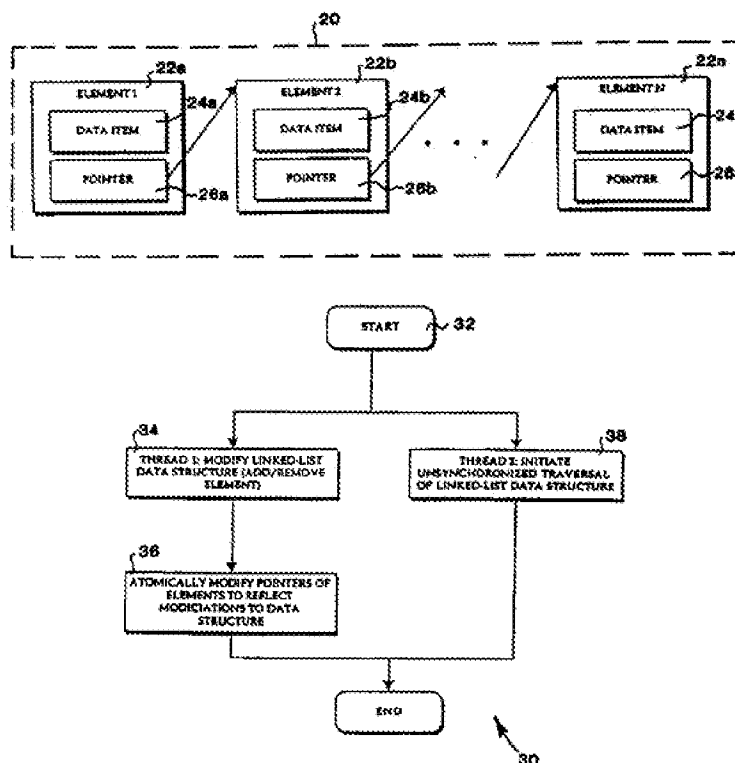 20
22a
22b
22n
ELEMENT 1
ELEMENT 2
ELEMENT N
24a
24b
24
DATA ITEM
DATA ITEM
DATA ITEM
POINTER
POINTER
POINTER
26a
26b
26
START
32
34
THREAD 1: MODIFY LINKED-LIST
DATA STRUCTURE (ADD/REMOVE
ELEMENT)
38
THREAD 2: INITIATE
UNSYNCHRONIZED TRAVERSAL
OF LINKED-LIST DATA STRUCTURE
36
ATOMICALLY MODIFY POINTERS OF
ELEMENTS TO REFLECT
MODICIATIONS TO DATA
STRUCTURE
END
30